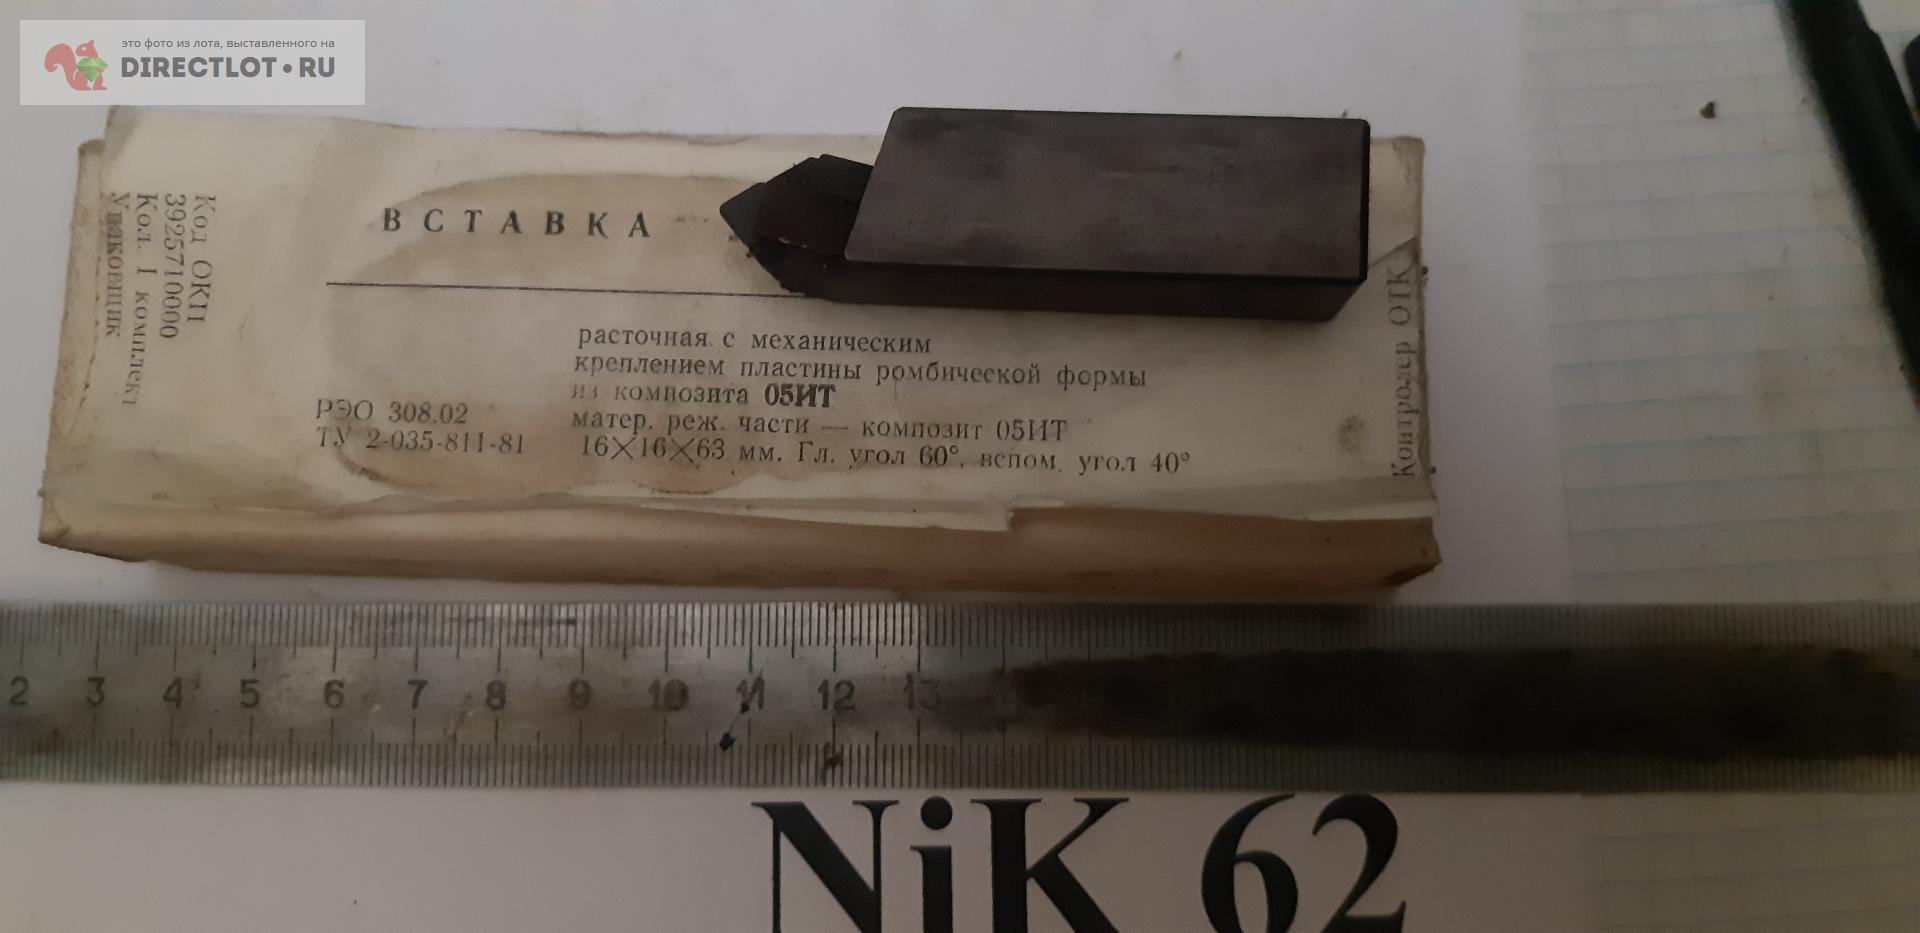 это фото из лота, выставленного на
DIRECTLOT•RU
Код ОКП
3925710000
Кол. 1 комплект
Упаковщик
ВСТАВКА
расточная с механическим
креплением пластины ромбической формы
из композита 05ИТ
РЭО 308.02
матер. реж. части — композит 05ИТ
ТУ 2-035-811-81
16×16×63 мм. Гл. угол 60°, вспом. угол 40°
Контролер ОТК
2 3 4 5 6 7 8 9 10 11 12 13
NiK 62